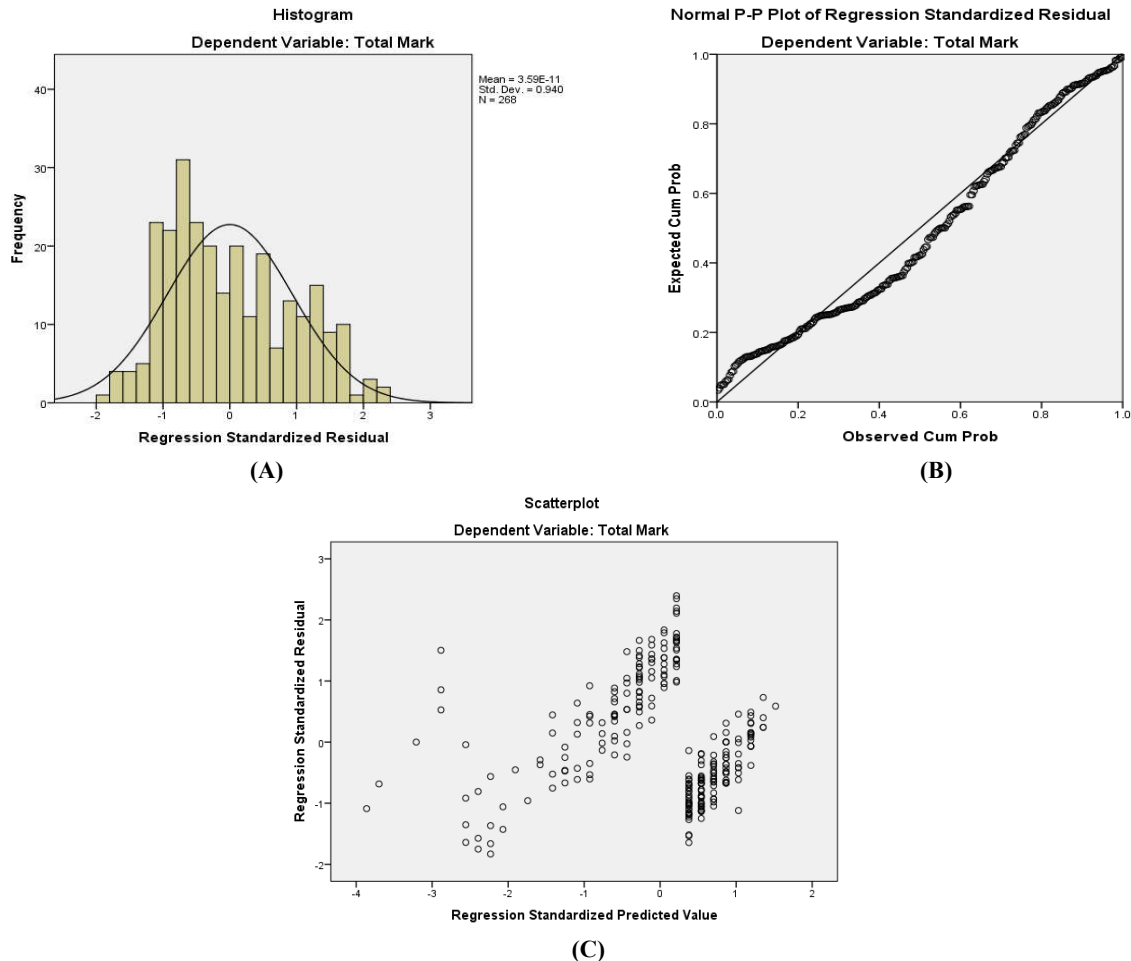 Histogram
Dependent Variable: Total Mark
Mean = 3.59E-11
Std. Dev. = 0.940
N = 268
40
30
20
10
0
Frequency
-2 -1 0 1 2 3
Regression Standardized Residual
(A)
Normal P-P Plot of Regression Standardized Residual
Dependent Variable: Total Mark
1.0
0.8
0.6
0.4
0.2
0.0
Expected Cum Prob
0.0 0.2 0.4 0.6 0.8 1.0
Observed Cum Prob
(B)
Scatterplot
Dependent Variable: Total Mark
3
2
1
0
-1
-2
Regression Standardized Residual
-4 -3 -2 -1 0 1 2
Regression Standardized Predicted Value
(C)